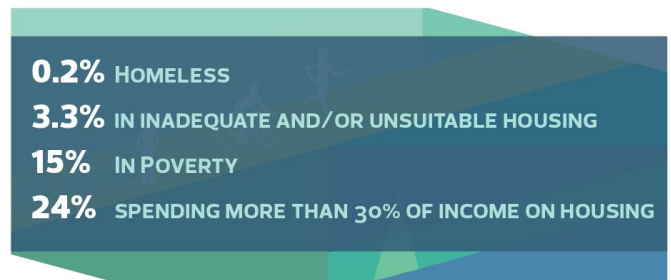 0.2% Homeless
3.3% in inadequate and/or unsuitable housing
15% In Poverty
24% spending more than 30% of income on housing